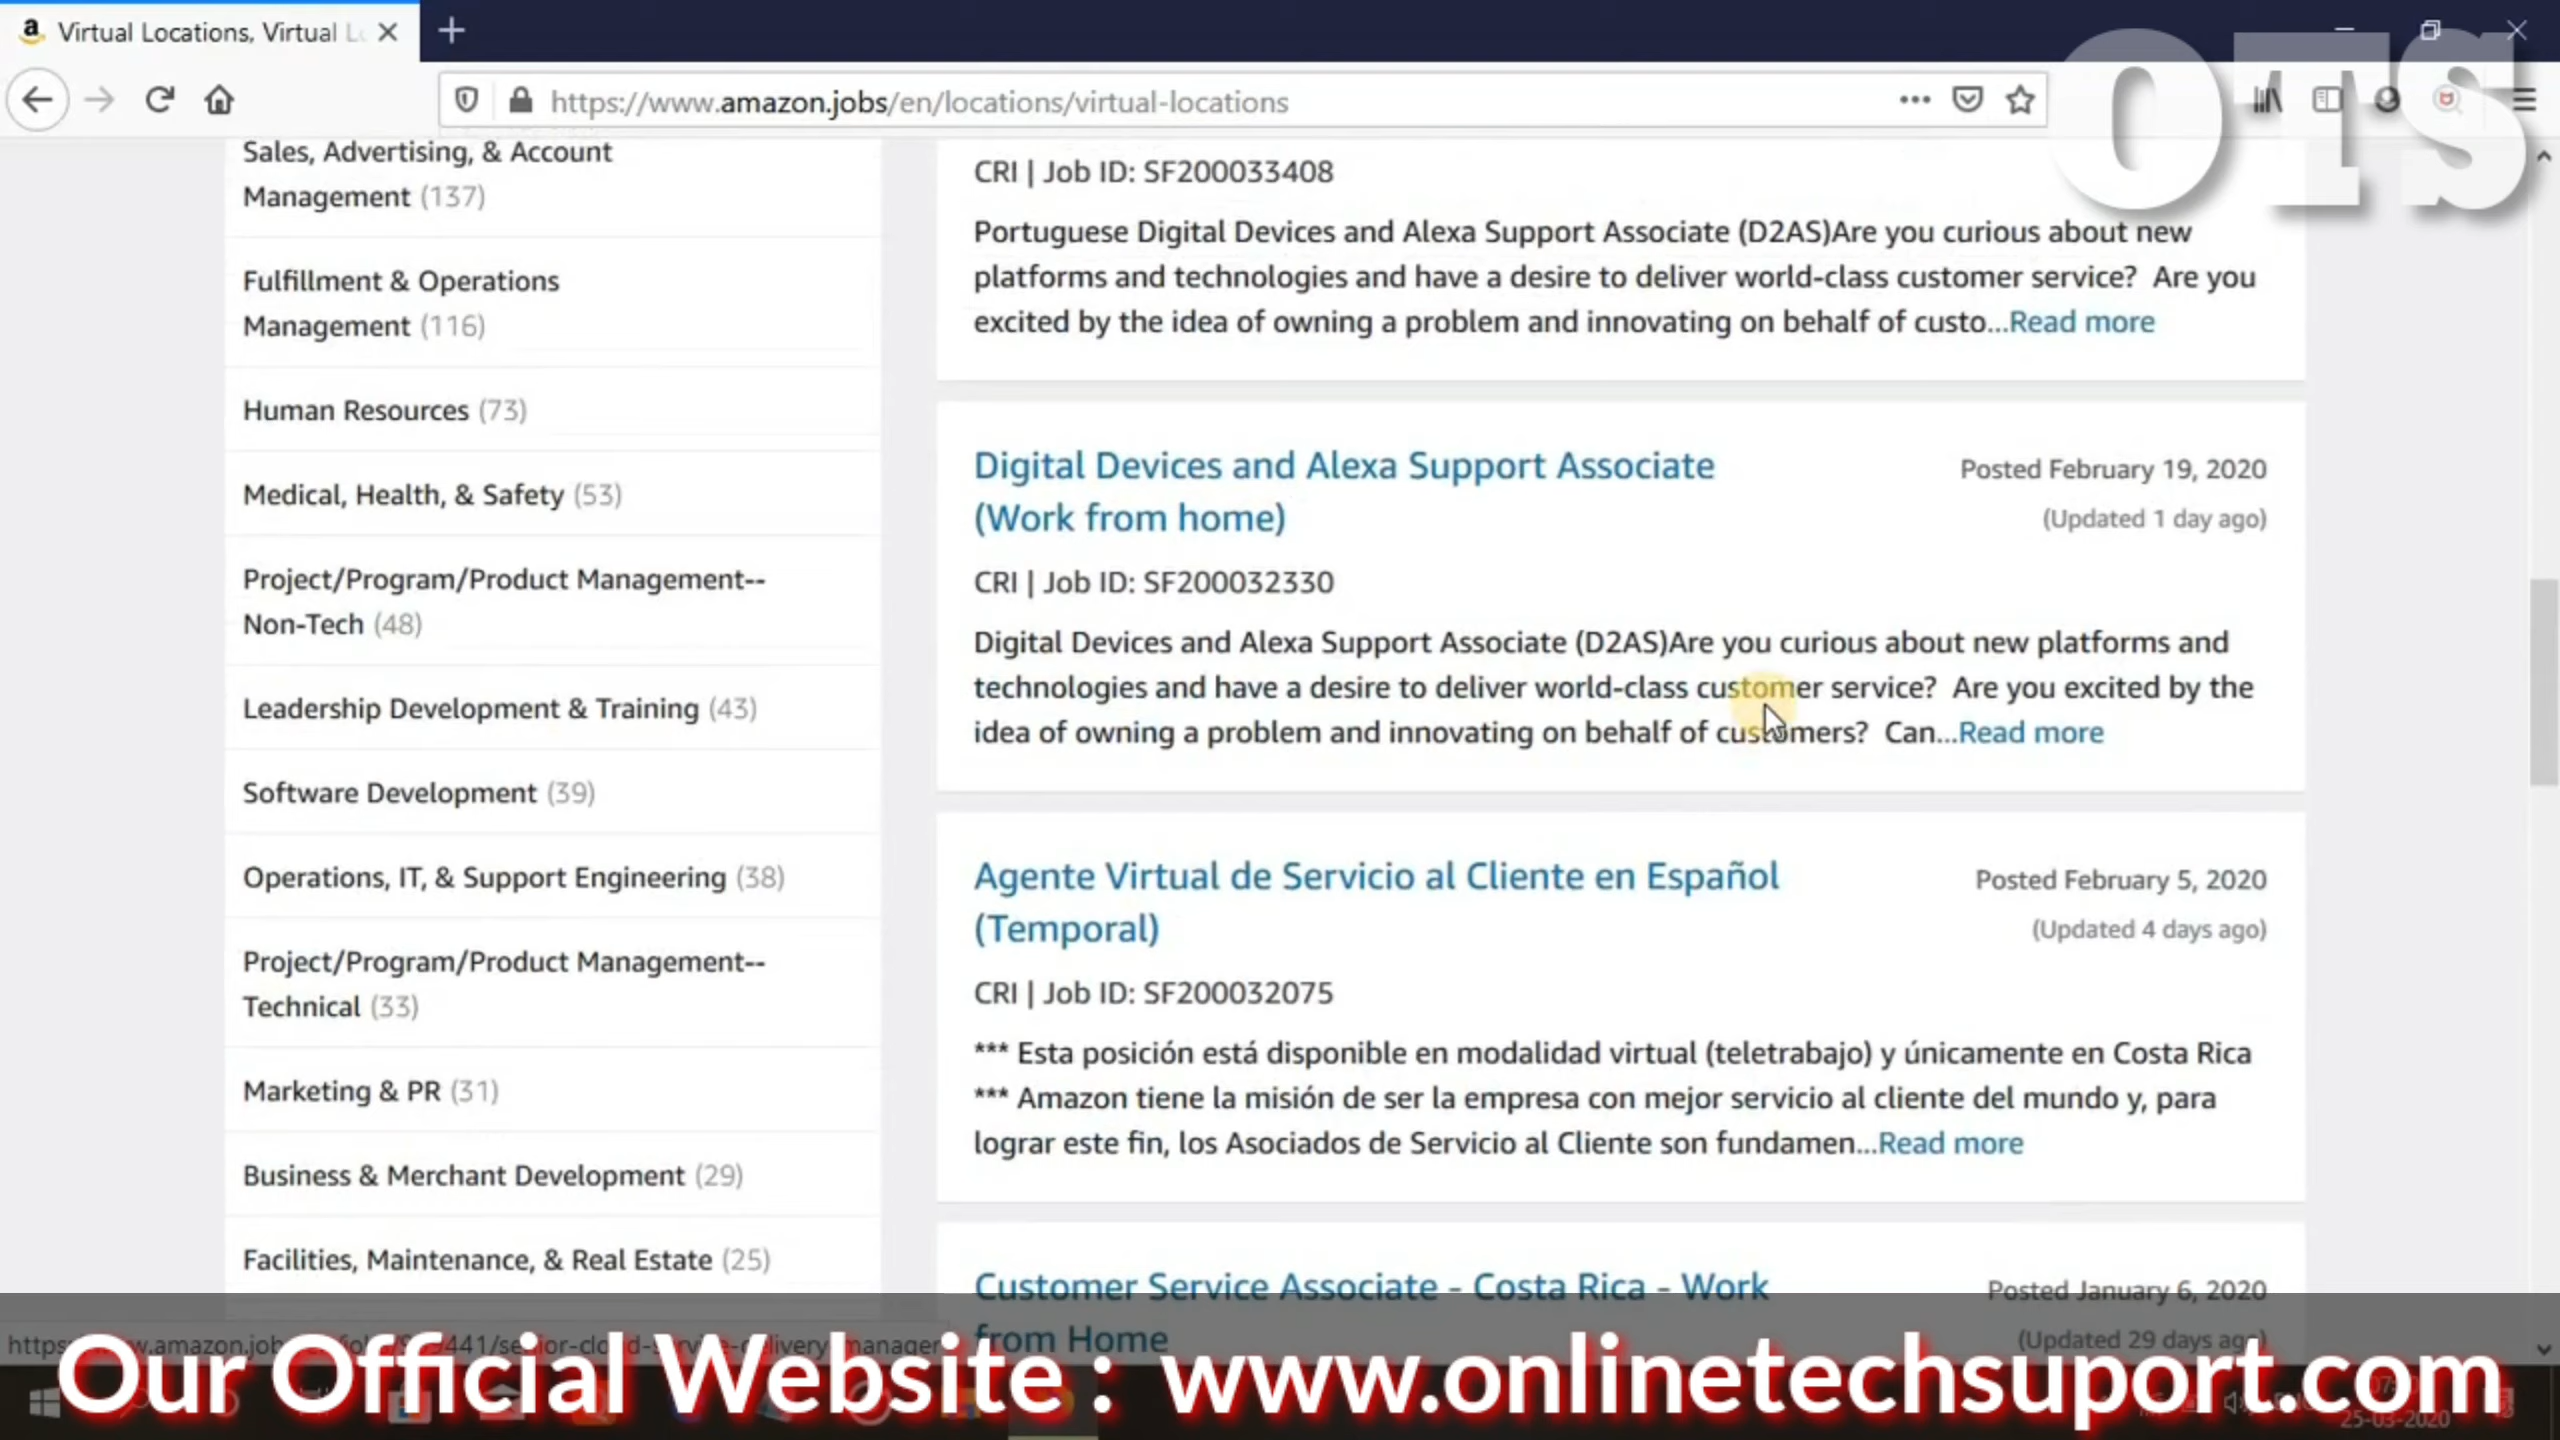 Virtual Locations, Virtual L
OTS
https://www.amazon.jobs/en/locations/virtual-locations
Sales, Advertising, & Account
Management (137)
Fulfillment & Operations
Management (116)
Human Resources (73)
Medical, Health, & Safety (53)
Project/Program/Product Management--
Non-Tech (48)
Leadership Development & Training (43)
Software Development (39)
Operations, IT, & Support Engineering (38)
Project/Program/Product Management--
Technical (33)
Marketing & PR (31)
Business & Merchant Development (29)
Facilities, Maintenance, & Real Estate (25)
CRI | Job ID: SF200033408
Portuguese Digital Devices and Alexa Support Associate (D2AS)Are you curious about new
platforms and technologies and have a desire to deliver world-class customer service? Are you
excited by the idea of owning a problem and innovating on behalf of custo...Read more
Digital Devices and Alexa Support Associate
(Work from home)
Posted February 19, 2020
(Updated 1 day ago)
CRI | Job ID: SF200032330
Digital Devices and Alexa Support Associate (D2AS)Are you curious about new platforms and
technologies and have a desire to deliver world-class customer service? Are you excited by the
idea of owning a problem and innovating on behalf of customers? Can...Read more
Agente Virtual de Servicio al Cliente en Español
(Temporal)
Posted February 5, 2020
(Updated 4 days ago)
CRI | Job ID: SF200032075
*** Esta posición está disponible en modalidad virtual (teletrabajo) y únicamente en Costa Rica
*** Amazon tiene la misión de ser la empresa con mejor servicio al cliente del mundo y, para
lograr este fin, los Asociados de Servicio al Cliente son fundamen...Read more
Customer Service Associate - Costa Rica - Work
from Home
Posted January 6, 2020
(Updated 29 days ago)
Our Official Website : www.onlinetechsuport.com
25-03-2020